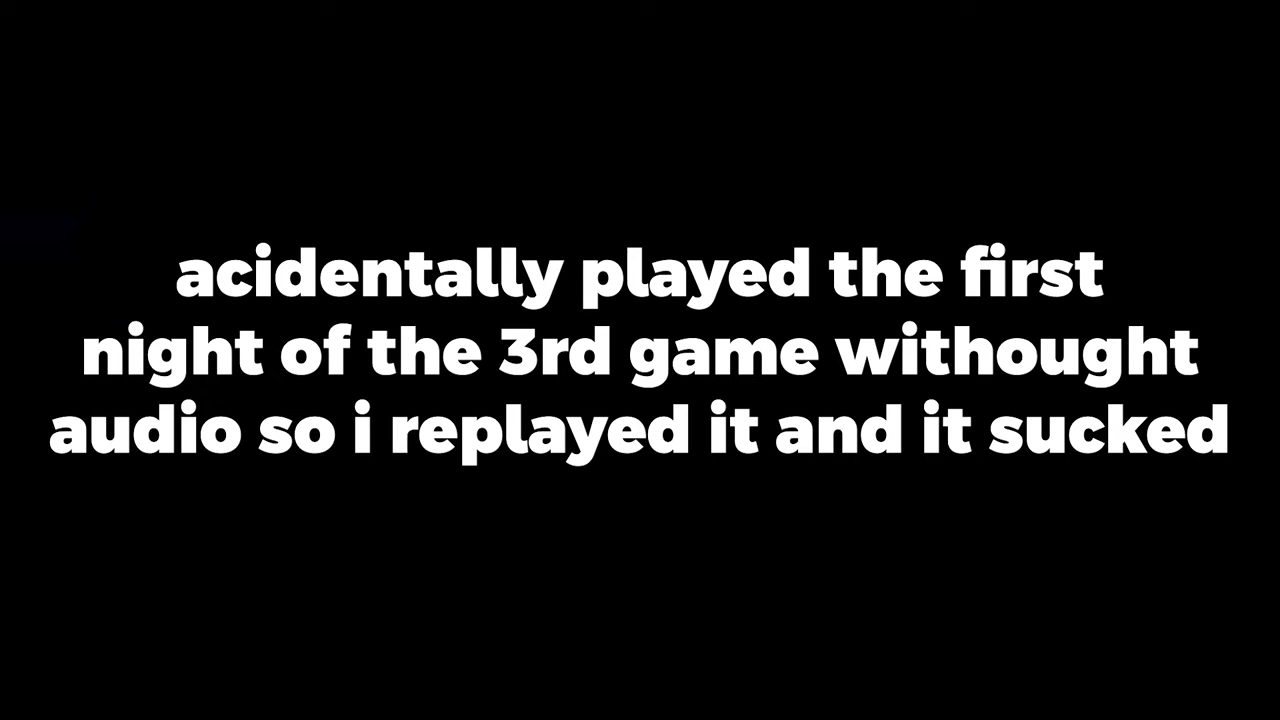 acidentally played the first
night of the 3rd game withought
audio so i replayed it and it sucked